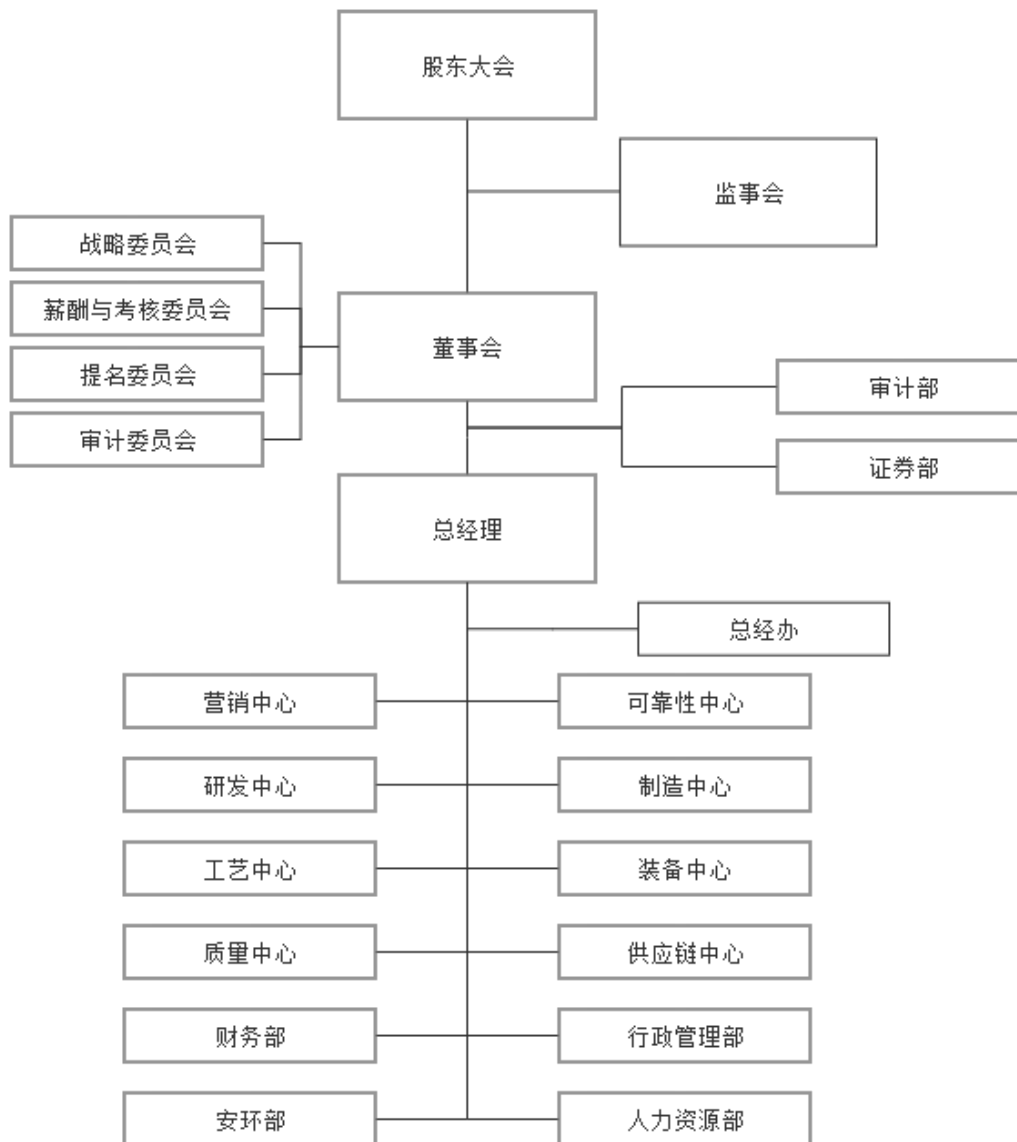 股东大会
监事会
战略委员会
薪酬与考核委员会
提名委员会
审计委员会
董事会
审计部
证券部
总经理
总经办
营销中心
可靠性中心
研发中心
制造中心
工艺中心
装备中心
质量中心
供应链中心
财务部
行政管理部
安环部
人力资源部